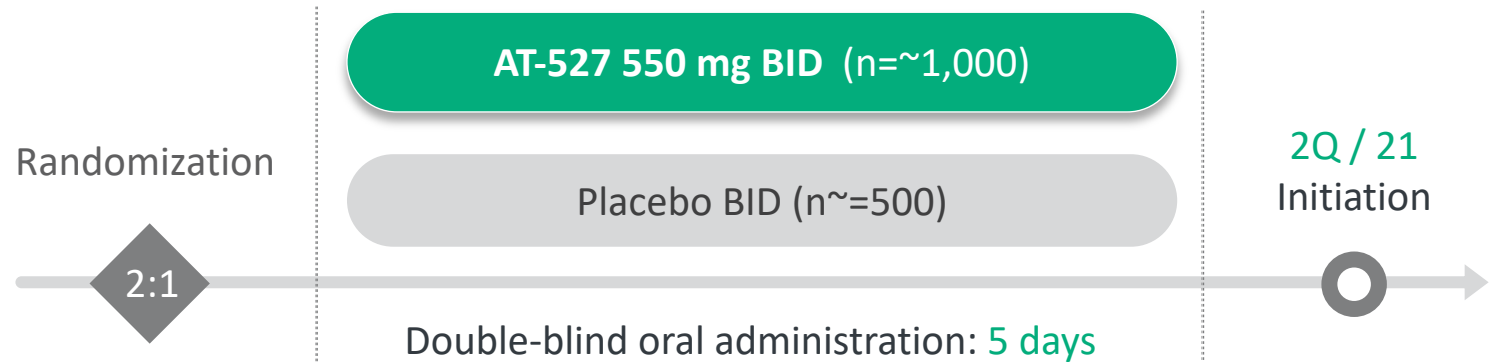 AT-527 550 mg BID (n=~1,000)
Randomization
Placebo BID (n~=500)
2Q / 21
Initiation
2:1
Double-blind oral administration: 5 days